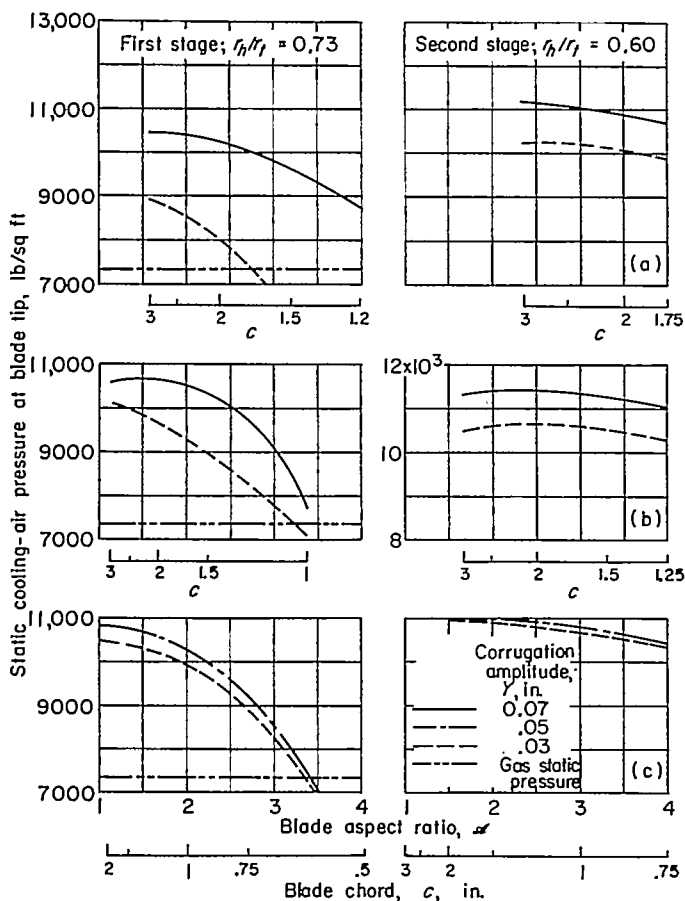 Static cooling-air pressure at blade tip, lb/sq ft
13,000
11,000
9000
7000
First stage; r_h/r_t = 0.73
3 2 1.5 1.2
c
Second stage; r_h/r_t = 0.60
(a)
3 2 1.75
c
11,000
9000
7000
3 2 1.5 1
c
12x10³
10
8
(b)
3 2 1.5 1.25
c
11,000
9000
7000
1 2 3 4
Corrugation
amplitude,
Y, in.
0.07
.05
.03
Gas static
pressure
(c)
1 2 3 4
Blade aspect ratio, 𝒜
2 1 .75 .5
3 2 1 .75
Blade chord, c, in.